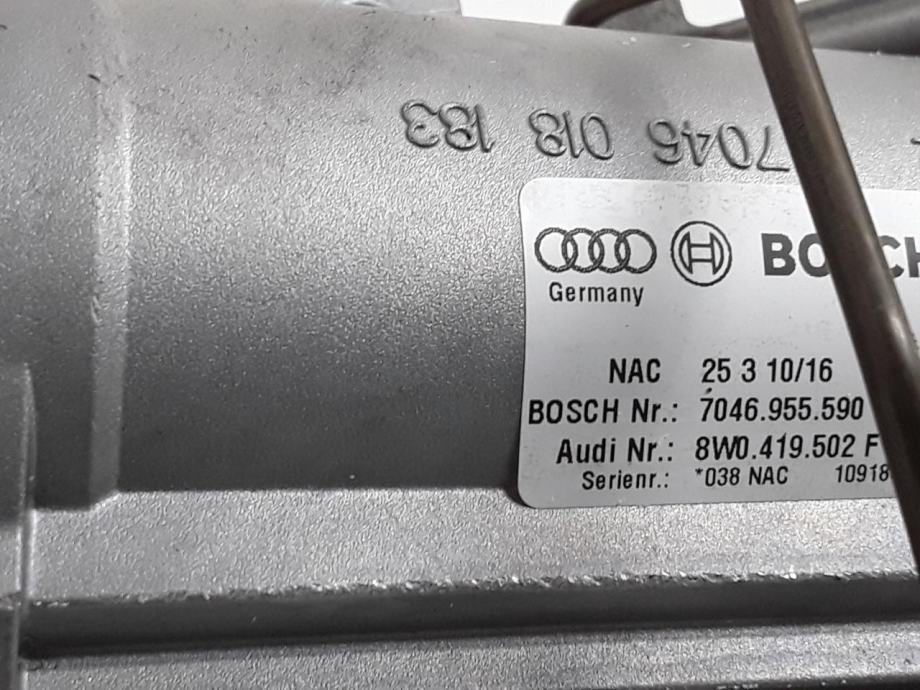 7046 018 183
BOSCH
Germany
NAC 25 3 10/16
BOSCH Nr.: 7046.955.590
Audi Nr.: 8W0.419.502 F
Serienr.: *038 NAC 10918